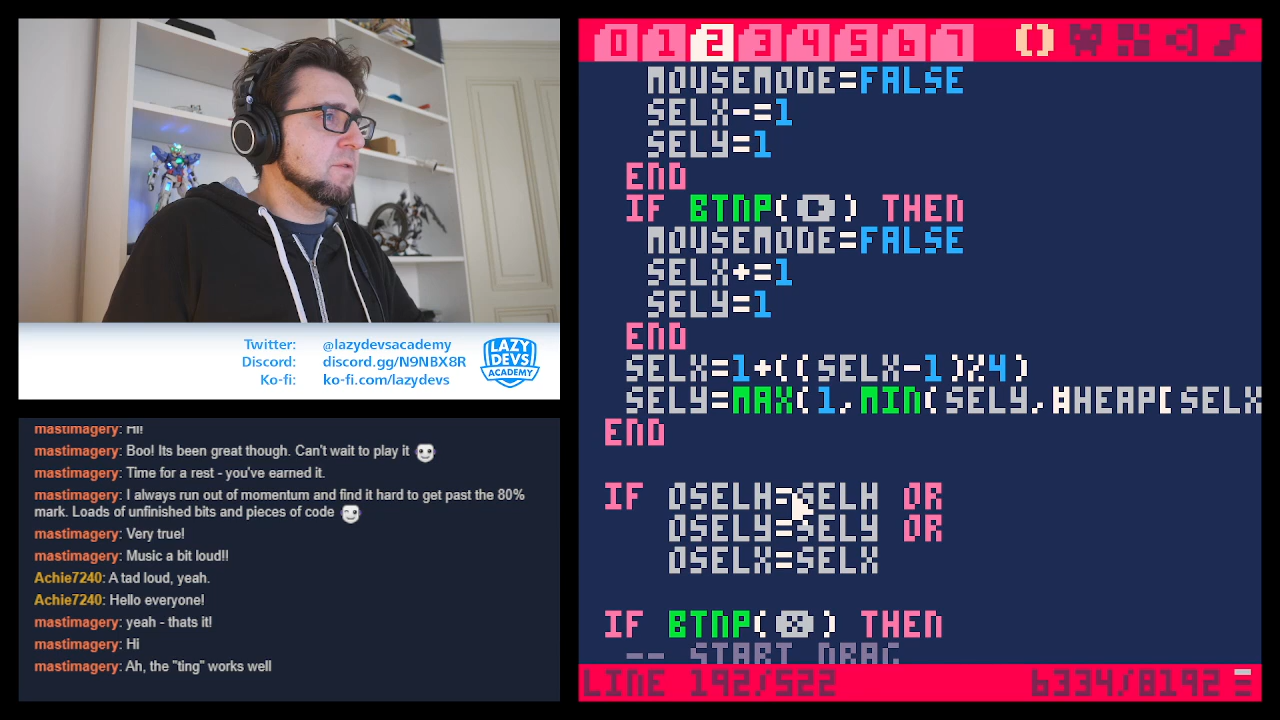 Twitter: @lazydevsacademy
Discord: discord.gg/N9NBX8R
Ko-fi: ko-fi.com/lazydevs
LAZY
DEVS
ACADEMY
mastimagery: Hi!
mastimagery: Boo! Its been great though. Can't wait to play it
mastimagery: Time for a rest - you've earned it.
mastimagery: I always run out of momentum and find it hard to get past the 80%
mark. Loads of unfinished bits and pieces of code
mastimagery: Very true!
mastimagery: Music a bit loud!!
Achie7240: A tad loud, yeah.
Achie7240: Hello everyone!
mastimagery: yeah - thats it!
mastimagery: Hi
mastimagery: Ah, the "ting" works well
0 1 2 3 4 5 6 7 ()
MOUSEMODE=FALSE
SELX-=1
SELY=1
END
IF BTNP(▶) THEN
MOUSEMODE=FALSE
SELX+=1
SELY=1
END
SELX=1+((SELX-1)%4)
SELY=MAX(1,MIN(SELY,#HEAP[SELX
END
IF OSELH=SELH OR
OSELY=SELY OR
OSELX=SELX
IF BTNP(❎) THEN
-- START DRAG
LINE 192/522 6334/8192